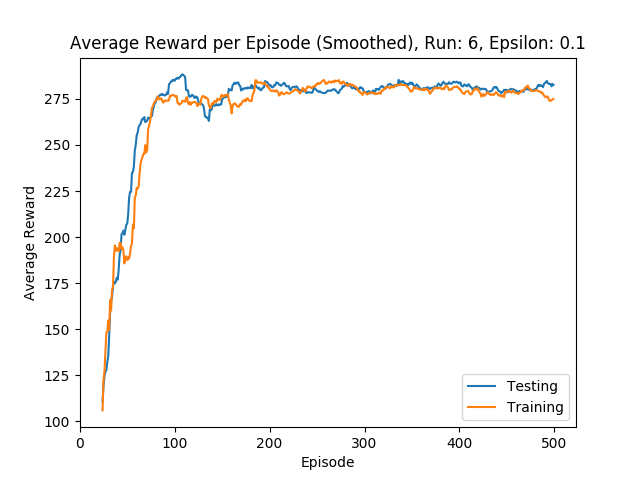 Average Reward per Episode (Smoothed), Run: 6, Epsilon: 0.1
Average Reward
275
250
225
200
175
150
125
100
0 100 200 300 400 500
Episode
Testing
Training